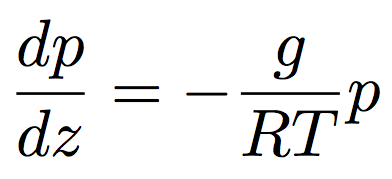 dp/dz = −g/RT p